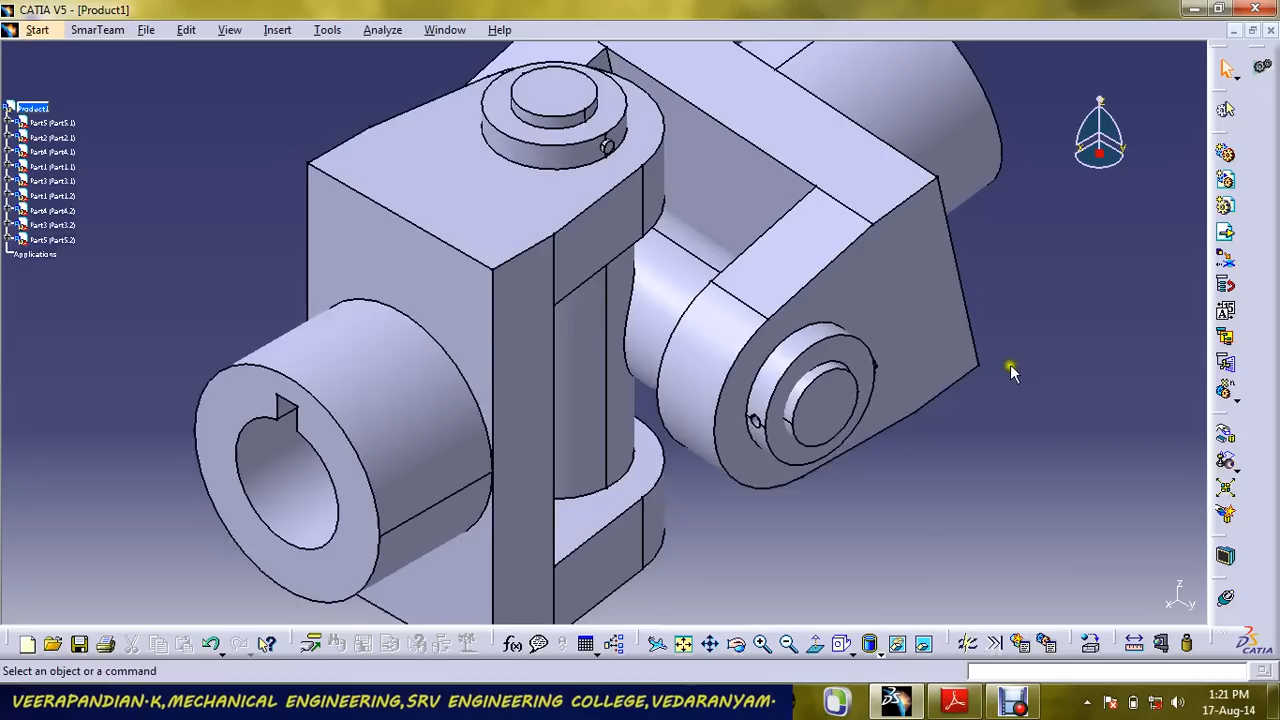 CATIA V5 - [Product1]
Start SmarTeam File Edit View Insert Tools Analyze Window Help
Product1
Part5 (Part5.1)
Part2 (Part2.1)
Part4 (Part4.1)
Part1 (Part1.1)
Part3 (Part3.1)
Part1 (Part1.2)
Part4 (Part4.2)
Part3 (Part3.2)
Part5 (Part5.2)
Applications
z
x y
f(x)
CATIA
Select an object or a command
VEERAPANDIAN.K,MECHANICAL ENGINEERING,SRV ENGINEERING COLLEGE,VEDARANYAM.
1:21 PM
17-Aug-14